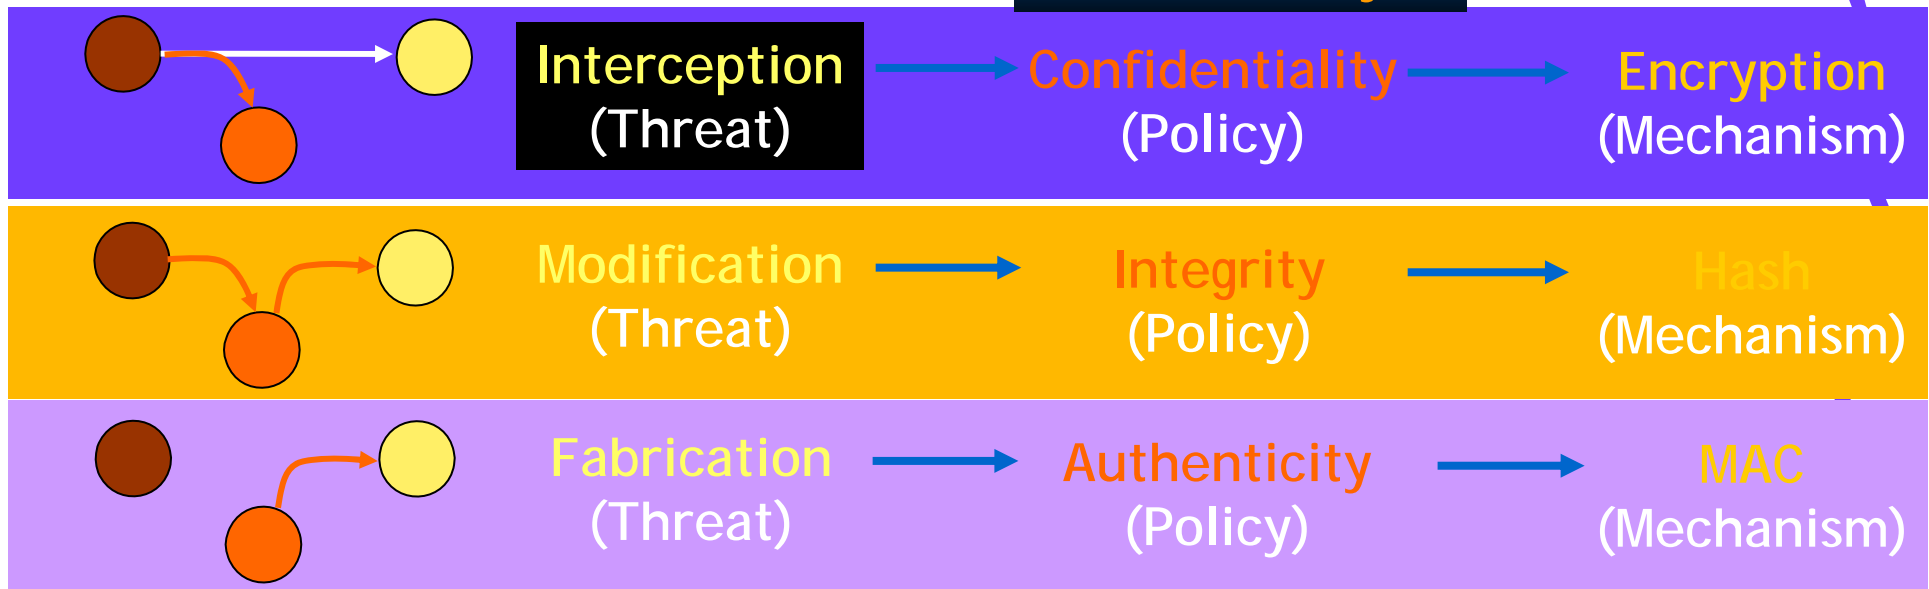 Interception
(Threat)
Confidentiality
(Policy)
Encryption
(Mechanism)
Modification
(Threat)
Integrity
(Policy)
Hash
(Mechanism)
Fabrication
(Threat)
Authenticity
(Policy)
MAC
(Mechanism)